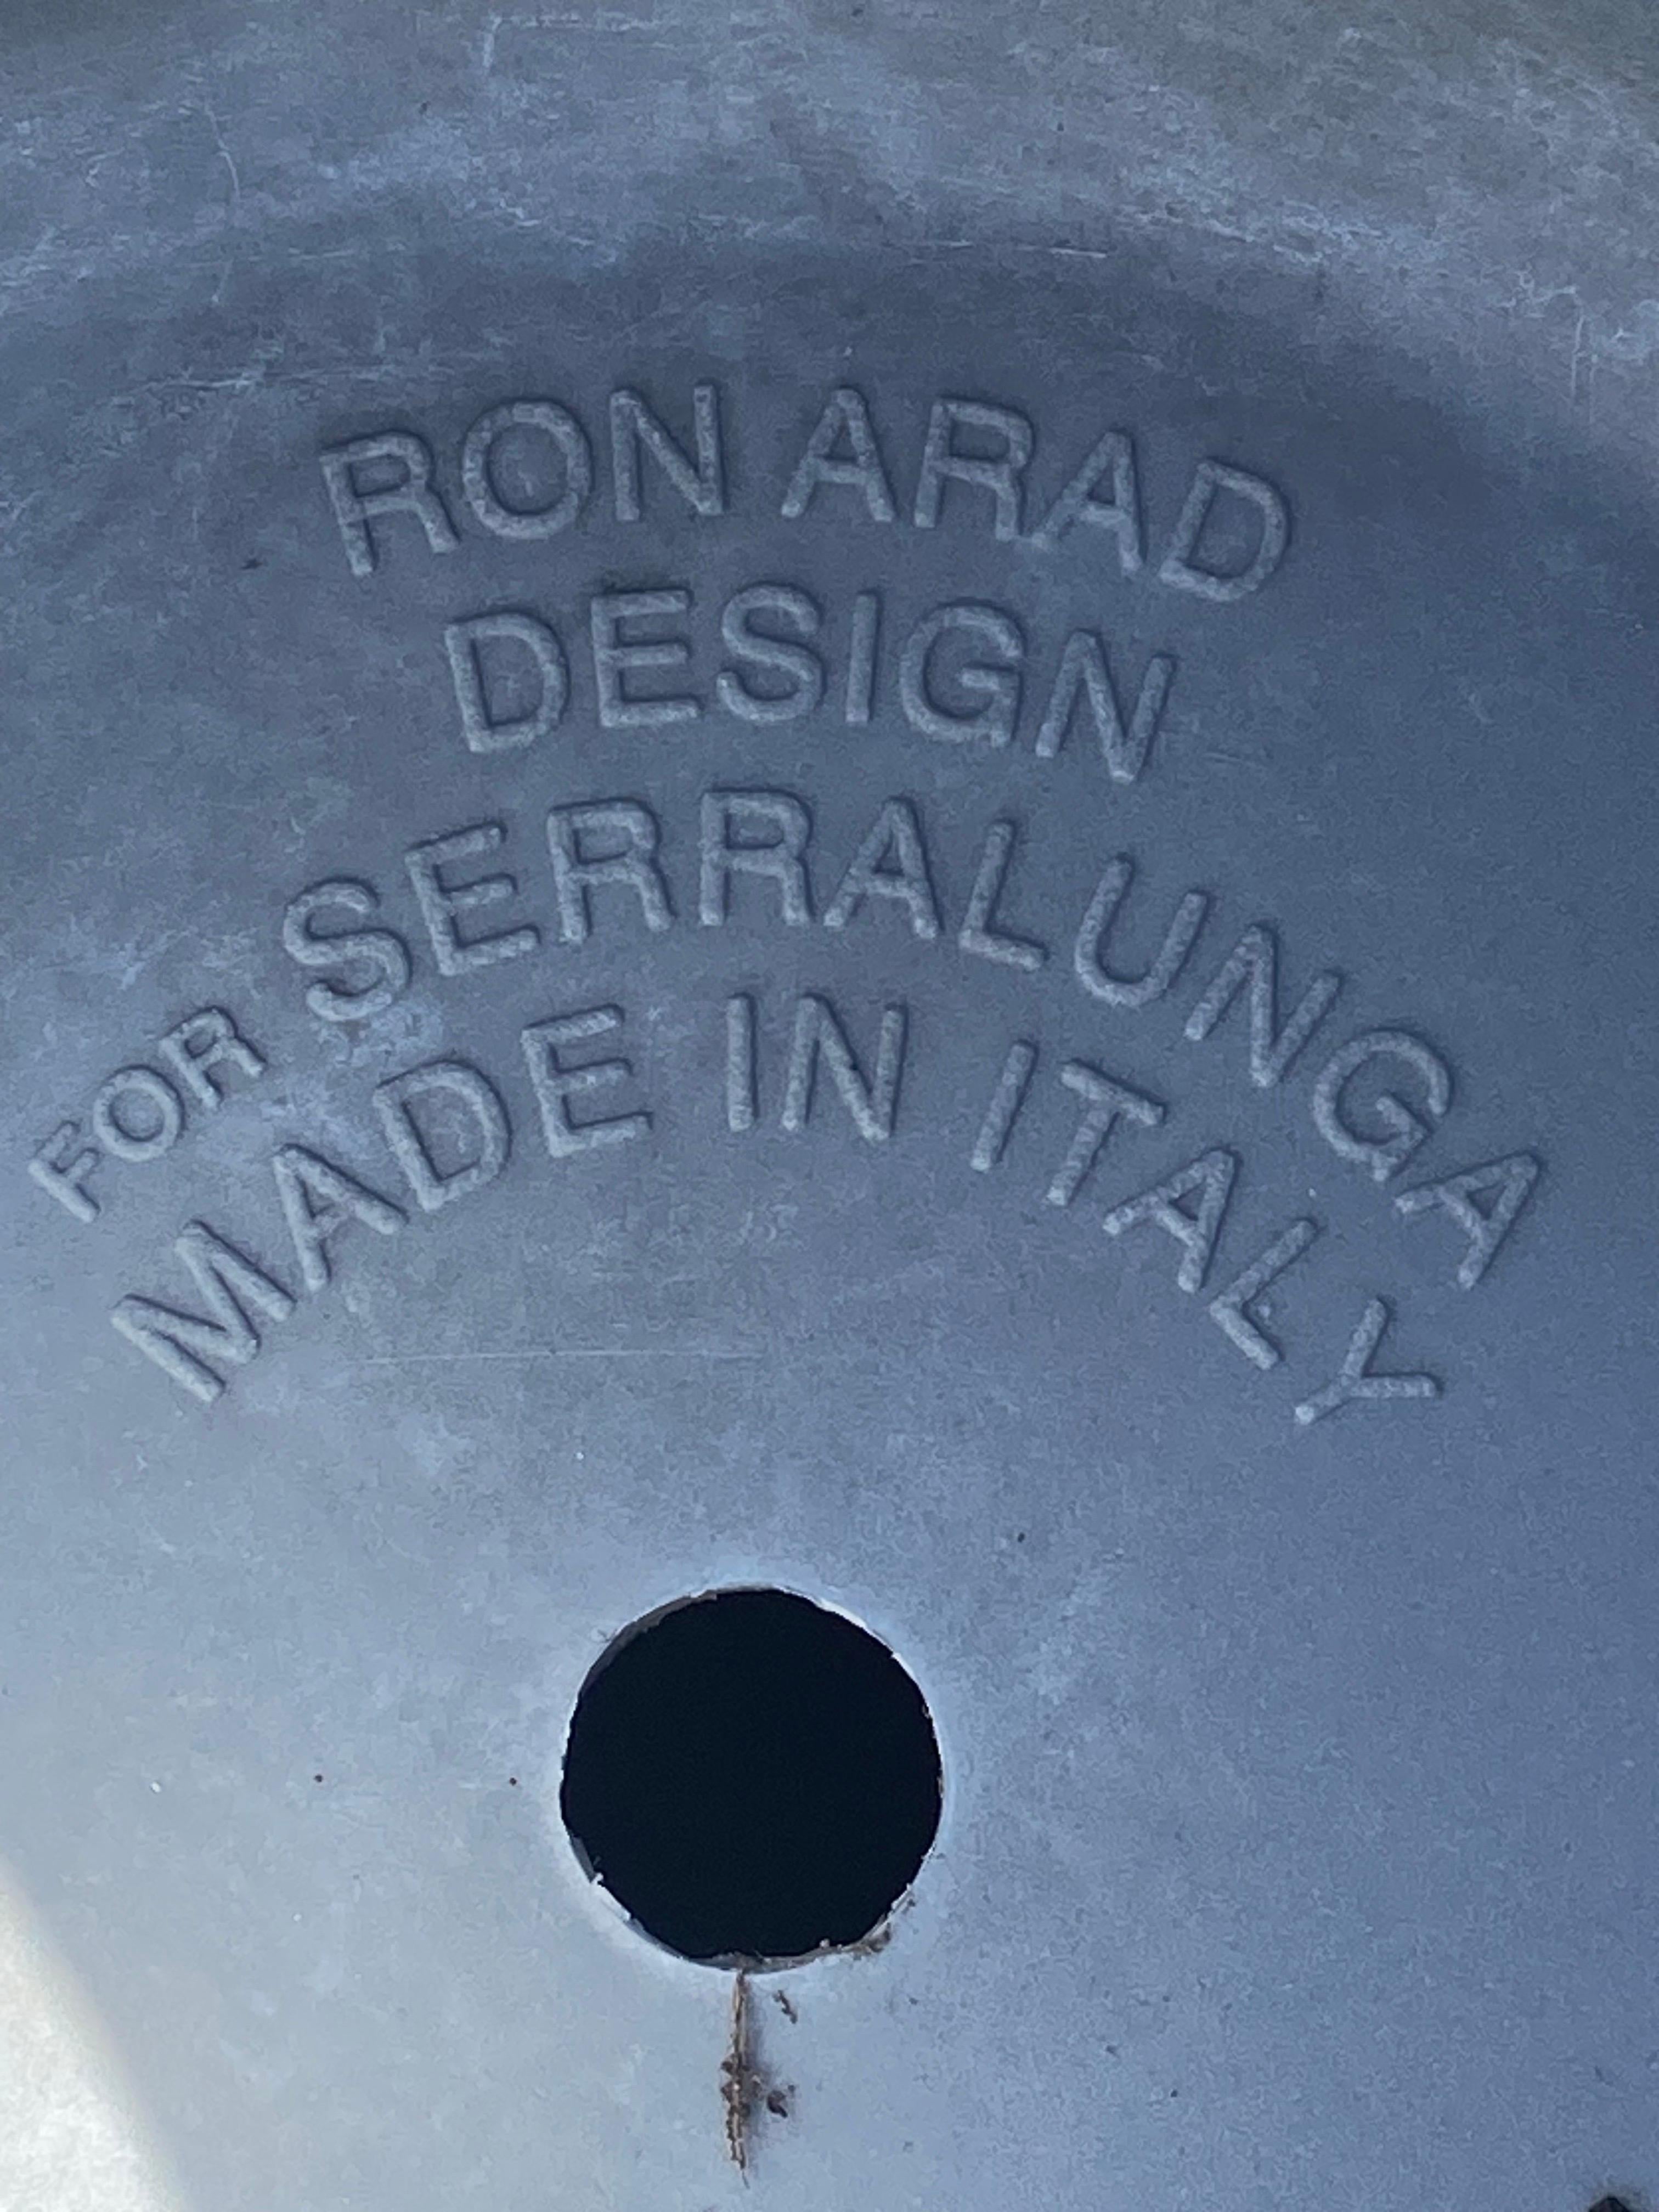 RON ARAD
DESIGN
FOR SERRALUNGA
MADE IN ITALY